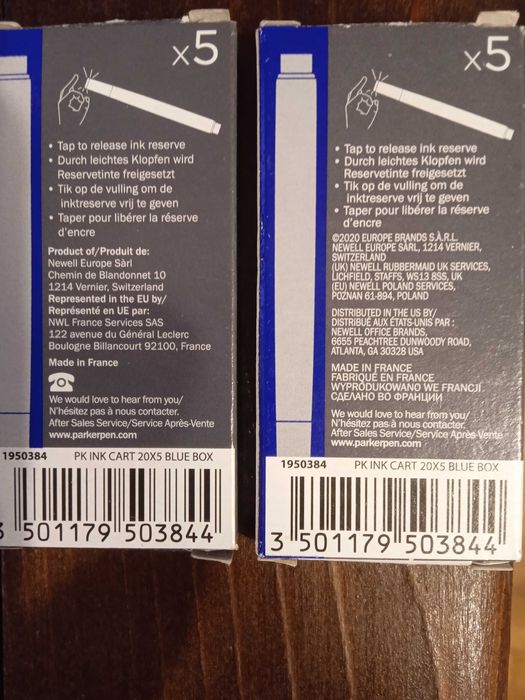 x5
• Tap to release ink reserve
• Durch leichtes Klopfen wird
Reservetinte freigesetzt
• Tik op de vulling om de
inktreserve vrij te geven
• Taper pour libérer la réserve
d'encre
Product of/Produit de:
Newell Europe Sàrl
Chemin de Blandonnet 10
1214 Vernier, Switzerland
Represented in the EU by/
Représenté en UE par:
NWL France Services SAS
122 avenue du Général Leclerc
Boulogne Billancourt 92100, France
Made in France
We would love to hear from you/
N'hésitez pas à nous contacter.
After Sales Service/Service Après-Vente
www.parkerpen.com
1950384 PK INK CART 20X5 BLUE BOX
3 501179 503844
x5
• Tap to release ink reserve
• Durch leichtes Klopfen wird
Reservetinte freigesetzt
• Tik op de vulling om de
inktreserve vrij te geven
• Taper pour libérer la réserve
d'encre
©2020 EUROPE BRANDS S.À.R.L.
NEWELL EUROPE SARL, 1214 VERNIER,
SWITZERLAND
(UK) NEWELL RUBBERMAID UK SERVICES,
LICHFIELD, STAFFS, WS13 8SS, UK
(EU) NEWELL POLAND SERVICES,
POZNAN 61-894, POLAND
DISTRIBUTED IN THE US BY/
DISTRIBUÉ AUX ÉTATS-UNIS PAR :
NEWELL OFFICE BRANDS,
6655 PEACHTREE DUNWOODY ROAD,
ATLANTA, GA 30328 USA
MADE IN FRANCE
FABRIQUÉ EN FRANCE
WYPRODUKOWANO WE FRANCJI
СДЕЛАНО ВО ФРАНЦИИ
We would love to hear from you/
N'hésitez pas à nous contacter.
After Sales Service/Service Après-Vente
www.parkerpen.com
1950384 PK INK CART 20X5 BLUE BOX
3 501179 503844